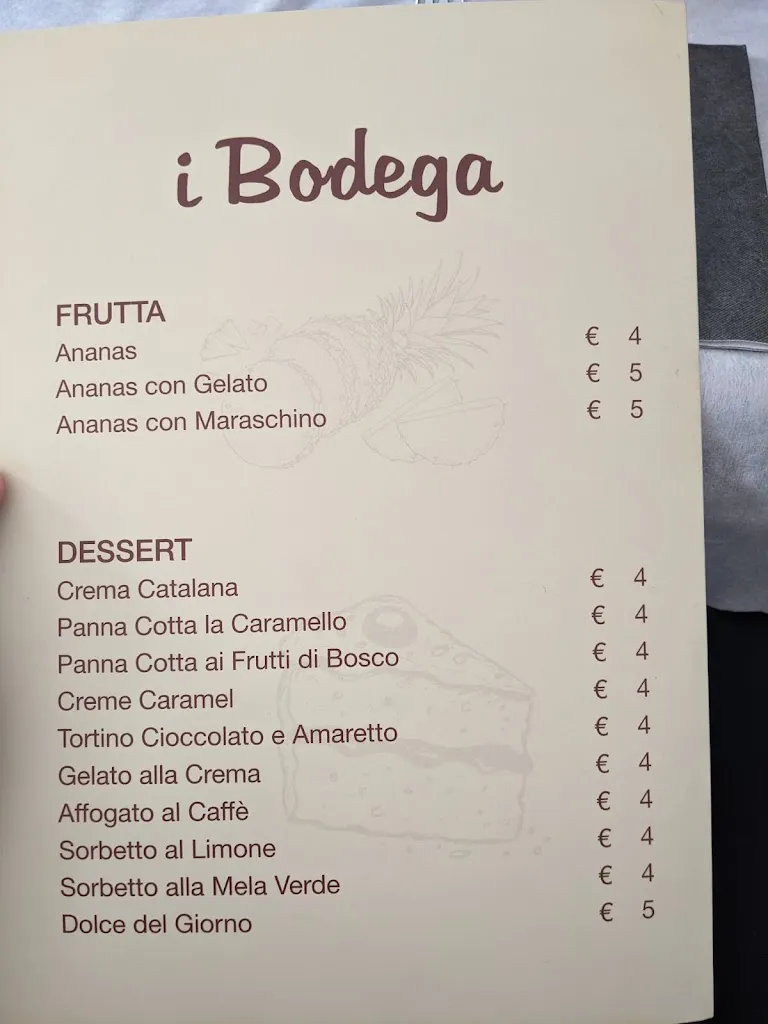 i Bodega
FRUTTA
Ananas € 4
Ananas con Gelato € 5
Ananas con Maraschino € 5
DESSERT
Crema Catalana € 4
Panna Cotta la Caramello € 4
Panna Cotta ai Frutti di Bosco € 4
Creme Caramel € 4
Tortino Cioccolato e Amaretto € 4
Gelato alla Crema € 4
Affogato al Caffè € 4
Sorbetto al Limone € 4
Sorbetto alla Mela Verde € 4
Dolce del Giorno € 5